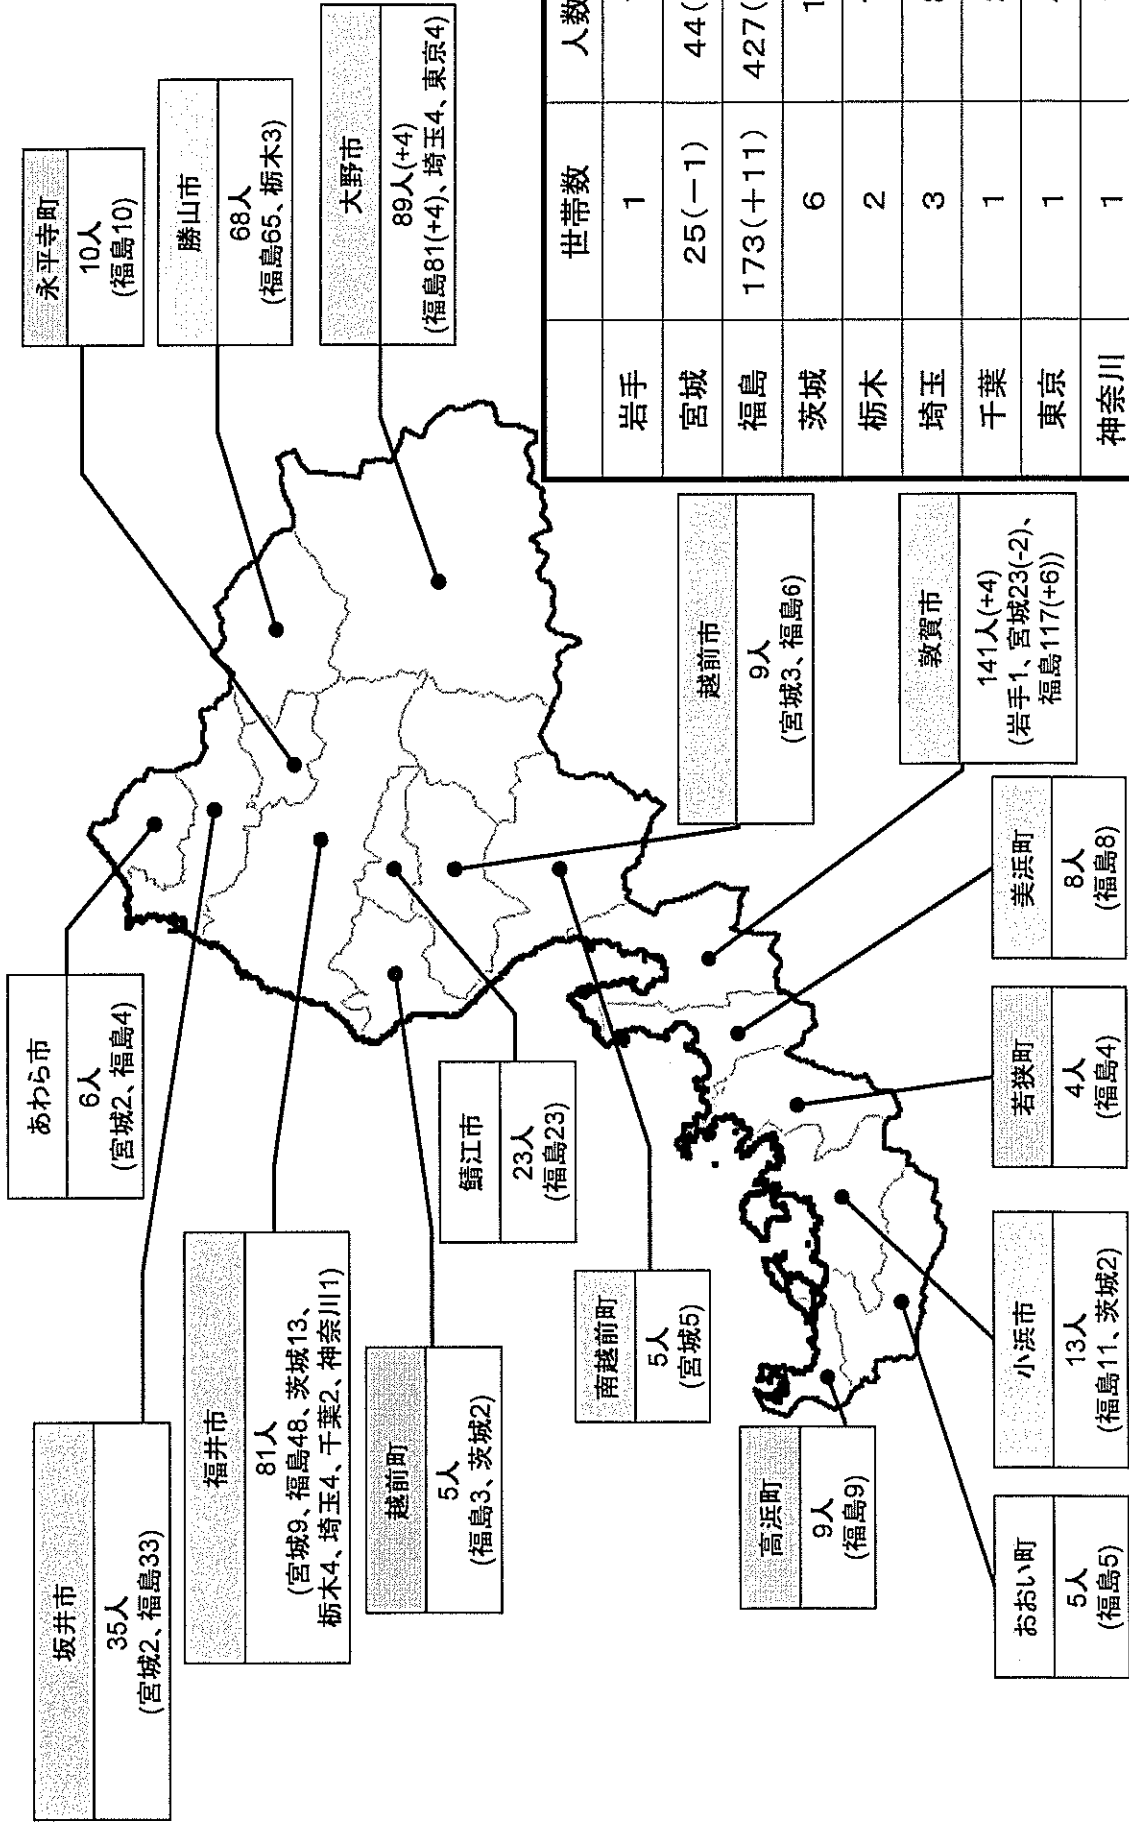 あわら市
6人
(宮城2、福島4)
坂井市
35人
(宮城2、福島33)
福井市
81人
(宮城9、福島48、茨城13、
栃木4、埼玉4、千葉2、神奈川1)
越前町
5人
(福島3、茨城2)
鯖江市
23人
(福島23)
南越前町
5人
(宮城5)
高浜町
9人
(福島9)
おおい町
5人
(福島5)
小浜市
13人
(福島11、茨城2)
若狭町
4人
(福島4)
美浜町
8人
(福島8)
敦賀市
141人(+4)
(岩手1、宮城23(-2)、
福島117(+6))
越前市
9人
(宮城3、福島6)
永平寺町
10人
(福島10)
勝山市
68人
(福島65、栃木3)
大野市
89人(+4)
(福島81(+4)、埼玉4、東京4)
世帯数 人数
岩手 1
宮城 25(−1) 44(
福島 173(+11) 427(
茨城 6 1
栃木 2
埼玉 3
千葉 1
東京 1
神奈川 1